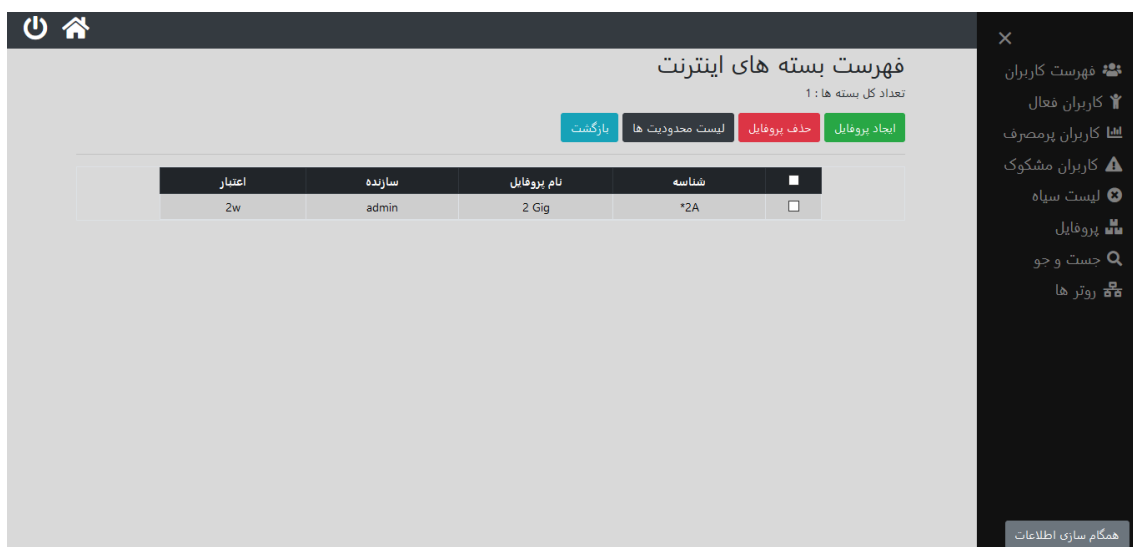 فهرست بسته های اینترنت
تعداد کل بسته ها : 1
ایجاد پروفایل حذف پروفایل لیست محدودیت ها بازگشت
شناسه نام پروفایل سازنده اعتبار
*2A 2 Gig admin 2w
×
فهرست کاربران
کاربران فعال
کاربران پرمصرف
کاربران مشکوک
لیست سیاه
پروفایل
جست و جو
روتر ها
همگام سازی اطلاعات